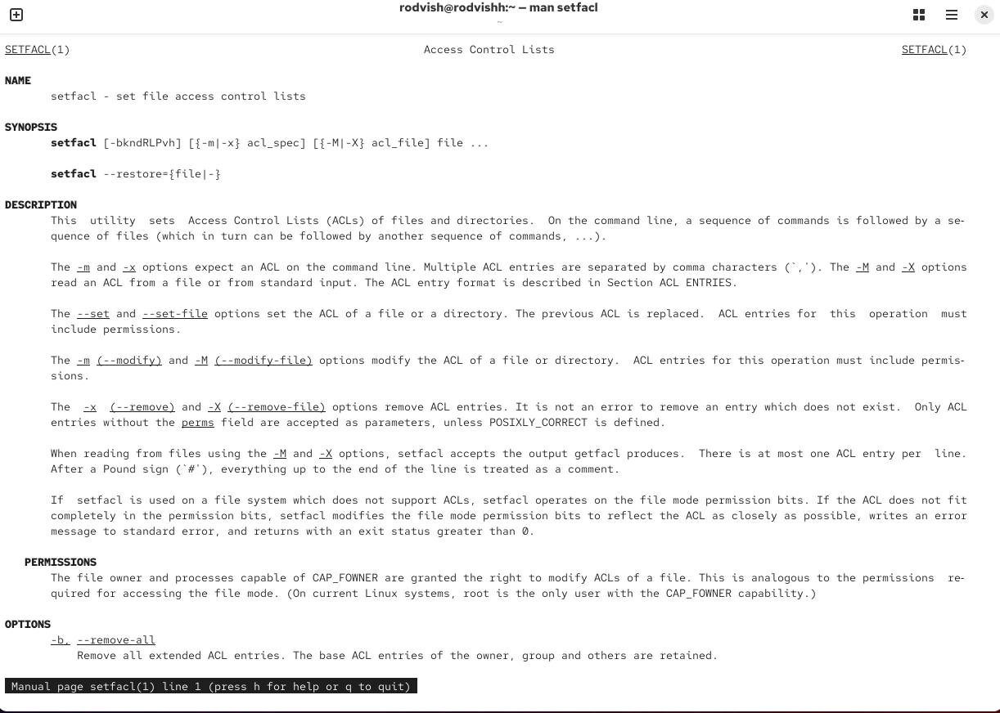 rodvish@rodvishh:~ — man setfacl
~
SETFACL(1) Access Control Lists SETFACL(1)
NAME
setfacl - set file access control lists
SYNOPSIS
setfacl [-bkndRLPvh] [{-m|-x} acl_spec] [{-M|-X} acl_file] file ...
setfacl --restore={file|-}
DESCRIPTION
This  utility  sets  Access Control Lists (ACLs) of files and directories.  On the command line, a sequence of commands is followed by a se-
quence of files (which in turn can be followed by another sequence of commands, ...).
The -m and -x options expect an ACL on the command line. Multiple ACL entries are separated by comma characters (`,'). The -M and -X options
read an ACL from a file or from standard input. The ACL entry format is described in Section ACL ENTRIES.
The --set and --set-file options set the ACL of a file or a directory. The previous ACL is replaced.  ACL entries for  this  operation  must
include permissions.
The -m (--modify) and -M (--modify-file) options modify the ACL of a file or directory.  ACL entries for this operation must include permis-
sions.
The  -x  (--remove) and -X (--remove-file) options remove ACL entries. It is not an error to remove an entry which does not exist.  Only ACL
entries without the perms field are accepted as parameters, unless POSIXLY_CORRECT is defined.
When reading from files using the -M and -X options, setfacl accepts the output getfacl produces.  There is at most one ACL entry per  line.
After a Pound sign (`#'), everything up to the end of the line is treated as a comment.
If  setfacl is used on a file system which does not support ACLs, setfacl operates on the file mode permission bits. If the ACL does not fit
completely in the permission bits, setfacl modifies the file mode permission bits to reflect the ACL as closely as possible, writes an error
message to standard error, and returns with an exit status greater than 0.
PERMISSIONS
The file owner and processes capable of CAP_FOWNER are granted the right to modify ACLs of a file. This is analogous to the permissions  re-
quired for accessing the file mode. (On current Linux systems, root is the only user with the CAP_FOWNER capability.)
OPTIONS
-b, --remove-all
Remove all extended ACL entries. The base ACL entries of the owner, group and others are retained.
Manual page setfacl(1) line 1 (press h for help or q to quit)